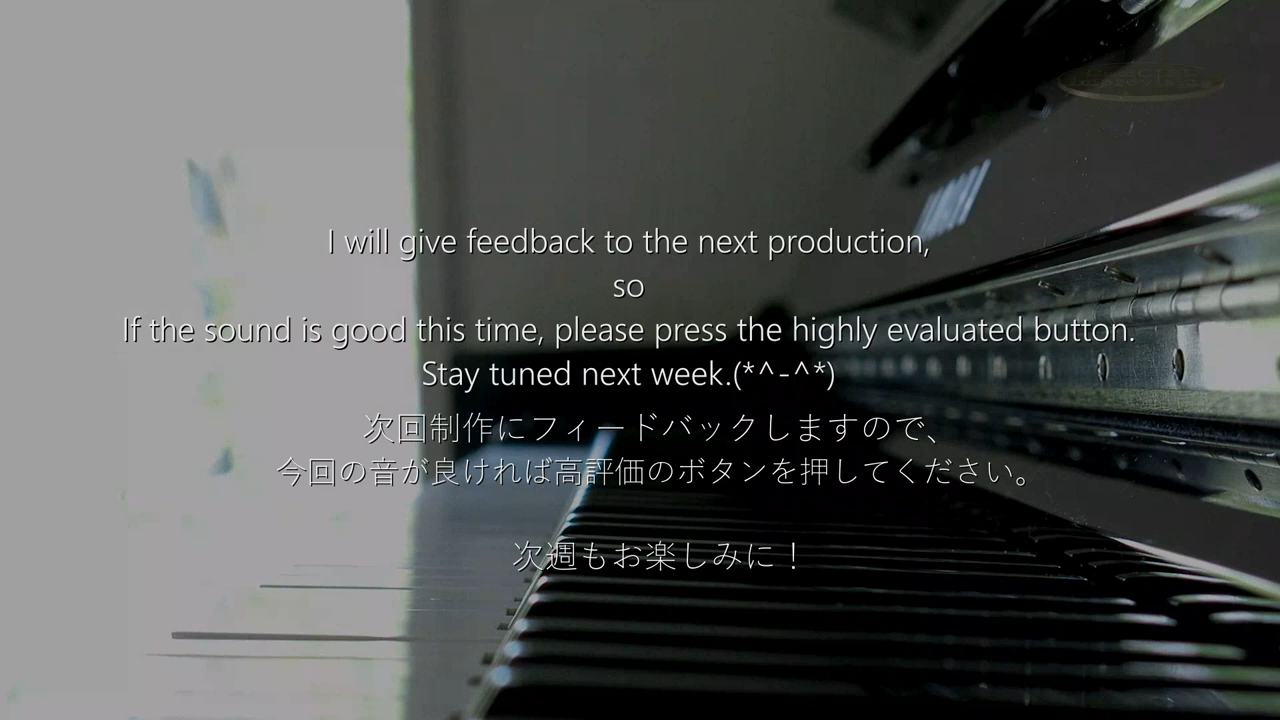 I will give feedback to the next production,
so
If the sound is good this time, please press the highly evaluated button.
Stay tuned next week.(*^-^*)
次回制作にフィードバックしますので、
今回の音が良ければ高評価のボタンを押してください。
次週もお楽しみに！